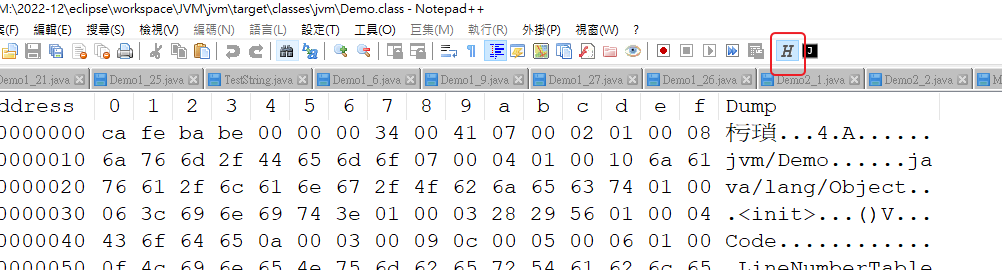 M:\2022-12\eclipse\workspace\JVM\jvm\target\classes\jvm\Demo.class - Notepad++
(F) 編輯(E) 搜尋(S) 檢視(V) 編碼(N) 語言(L) 設定(T) 工具(O) 巨集(M) 執行(R) 外掛(P) 視窗(W) ?
Demo1_21.java Demo1_25.java TestString.java Demo1_6.java Demo1_9.java Demo1_27.java Demo1_26.java Demo2_1.java Demo2_2.java M
ddress 0 1 2 3 4 5 6 7 8 9 a b c d e f Dump
0000000 ca fe ba be 00 00 00 34 00 41 07 00 02 01 00 08 ...4.A......
0000010 6a 76 6d 2f 44 65 6d 6f 07 00 04 01 00 10 6a 61 jvm/Demo......ja
0000020 76 61 2f 6c 61 6e 67 2f 4f 62 6a 65 63 74 01 00 va/lang/Object..
0000030 06 3c 69 6e 69 74 3e 01 00 03 28 29 56 01 00 04 .<init>...()V...
0000040 43 6f 64 65 0a 00 03 00 09 0c 00 05 00 06 01 00 Code............
0000050 0f 4c 69 6e 65 4e 75 6d 62 65 72 54 61 62 6c 65 .LineNumberTable